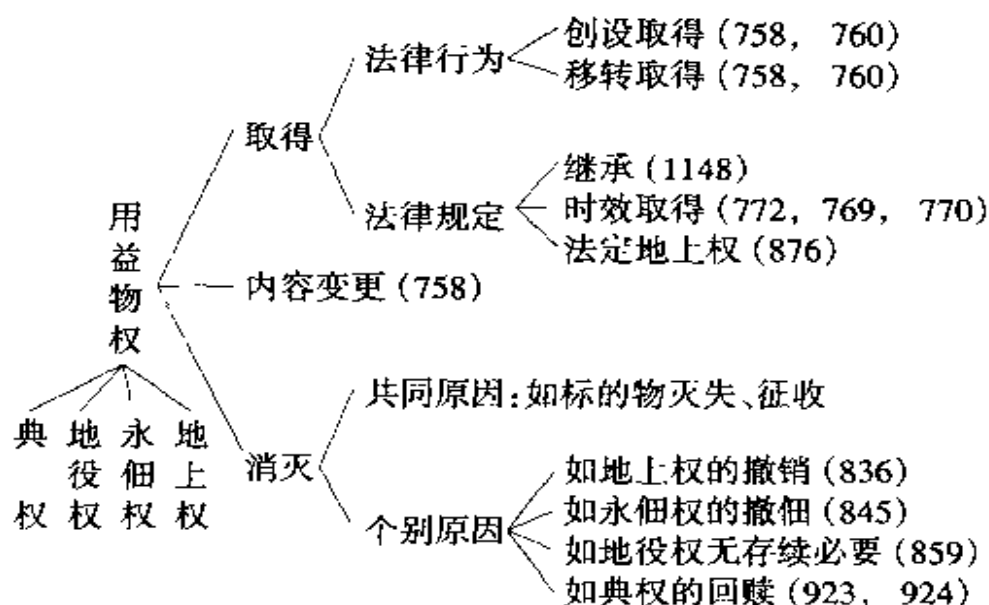 创设取得 (758, 760)
法律行为
移转取得 (758, 760)
取得
继承 (1148)
法律规定
时效取得 (772, 769, 770)
法定地上权 (876)
用益物权
内容变更 (758)
共同原因:如标的物灭失、征收
典权
地役权
永佃权
地上权
消灭
如地上权的撤销 (836)
个别原因
如永佃权的撤佃 (845)
如地役权无存续必要 (859)
如典权的回赎 (923, 924)